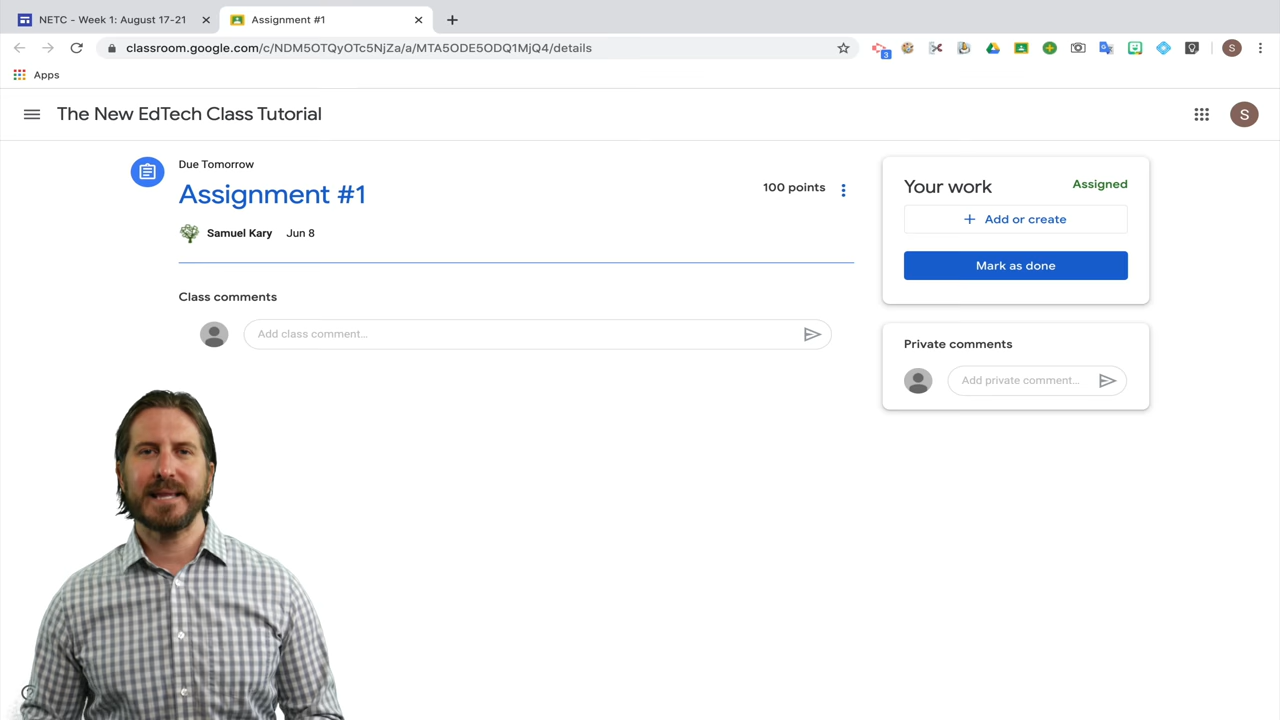 NETC - Week 1: August 17-21
Assignment #1
classroom.google.com/c/NDM5OTQyOTc5NjZa/a/MTA5ODE5ODQ1MjQ4/details
3
S
Apps
The New EdTech Class Tutorial
S
Due Tomorrow
Assignment #1
100 points
Samuel Kary Jun 8
Class comments
Add class comment...
Your work
Assigned
+ Add or create
Mark as done
Private comments
Add private comment...